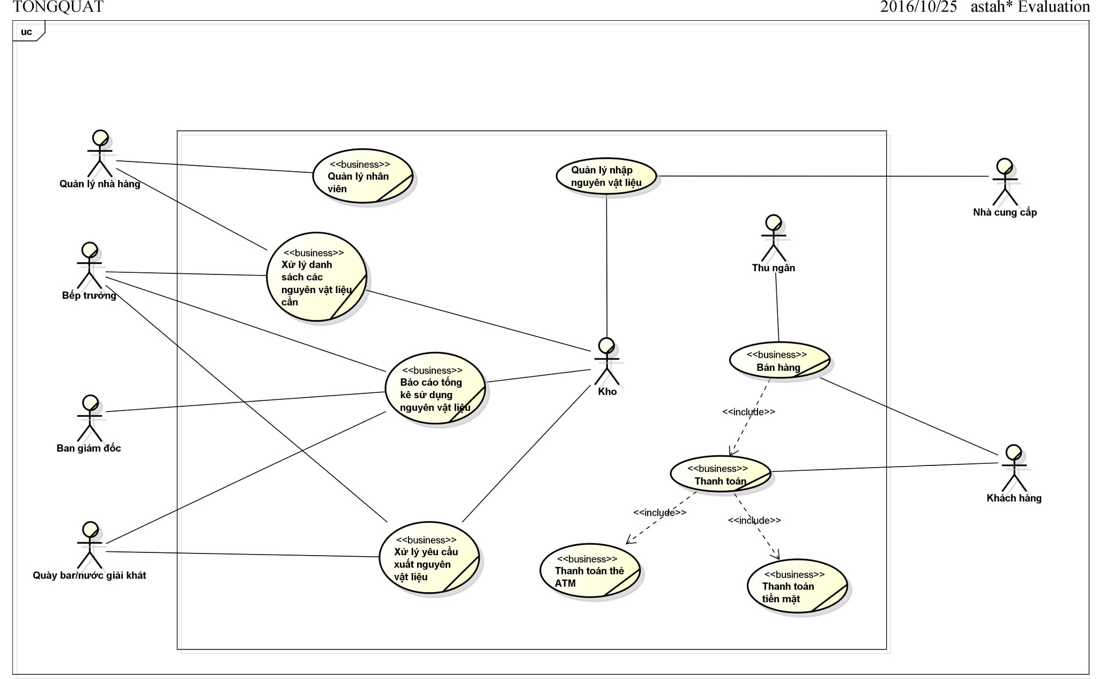 TONGQUAT
2016/10/25 astah* Evaluation
uc
Quản lý nhà hàng
<<business>>
Quản lý nhân
viên
Quản lý nhập
nguyên vật liệu
Nhà cung cấp
Thu ngân
Bếp trưởng
<<business>>
Xử lý danh
sách các
nguyên vật liệu
cần
Kho
<<business>>
Bán hàng
<<business>>
Báo cáo tổng
kê sử dụng
nguyên vật liệu
Ban giám đốc
<<include>>
<<business>>
Thanh toán
Khách hàng
<<include>>
<<include>>
Quày bar/nước giải khát
<<business>>
Xử lý yêu cầu
xuất nguyên
vật liệu
<<business>>
Thanh toán thẻ
ATM
<<business>>
Thanh toán
tiền mặt